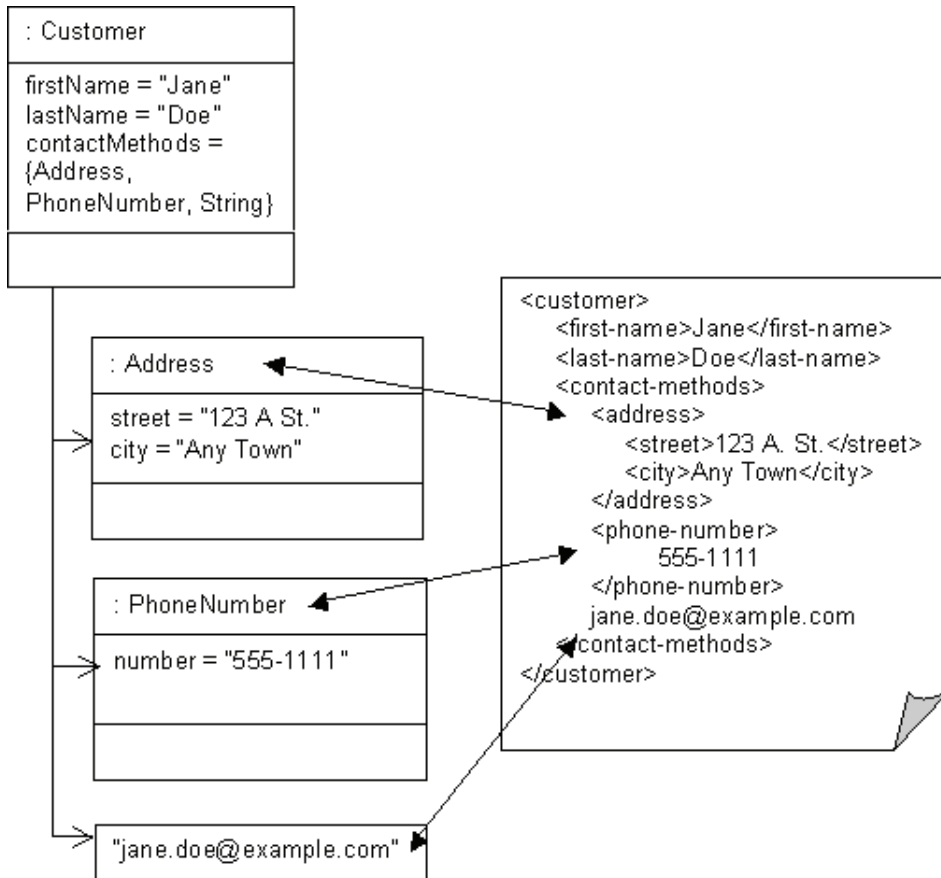 : Customer
firstName = "Jane"
lastName = "Doe"
contactMethods =
{Address,
PhoneNumber, String}
: Address
street = "123 A St."
city = "Any Town"
: PhoneNumber
number = "555-1111"
"jane.doe@example.com"
<customer>
<first-name>Jane</first-name>
<last-name>Doe</last-name>
<contact-methods>
<address>
<street>123 A. St.</street>
<city>Any Town</city>
</address>
<phone-number>
555-1111
</phone-number>
jane.doe@example.com
</contact-methods>
</customer>